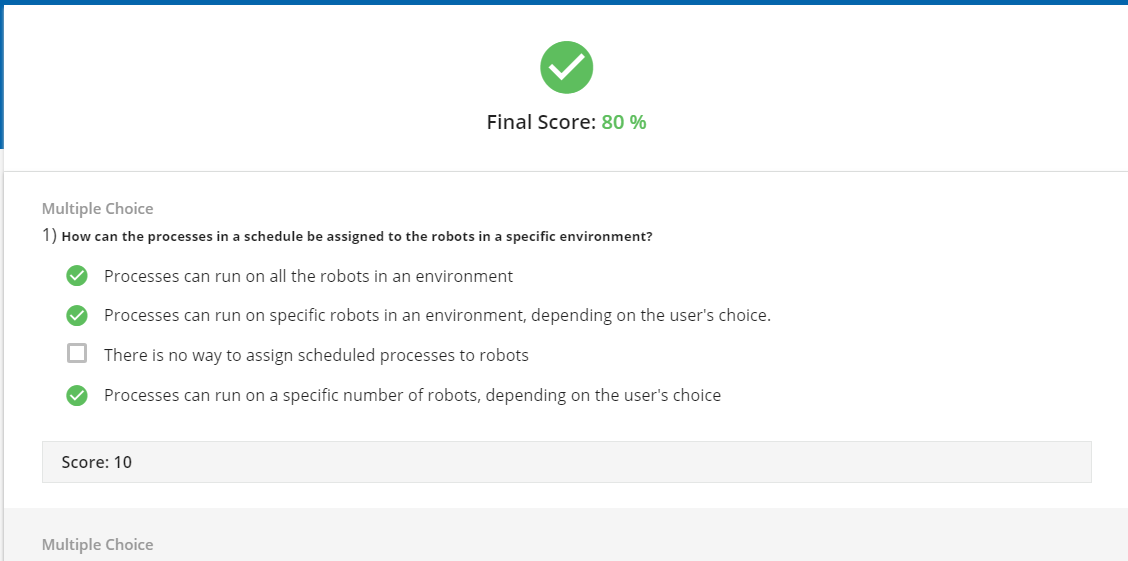 Final Score: 80 %
Multiple Choice
1) How can the processes in a schedule be assigned to the robots in a specific environment?
Processes can run on all the robots in an environment
Processes can run on specific robots in an environment, depending on the user's choice.
There is no way to assign scheduled processes to robots
Processes can run on a specific number of robots, depending on the user's choice
Score: 10
Multiple Choice